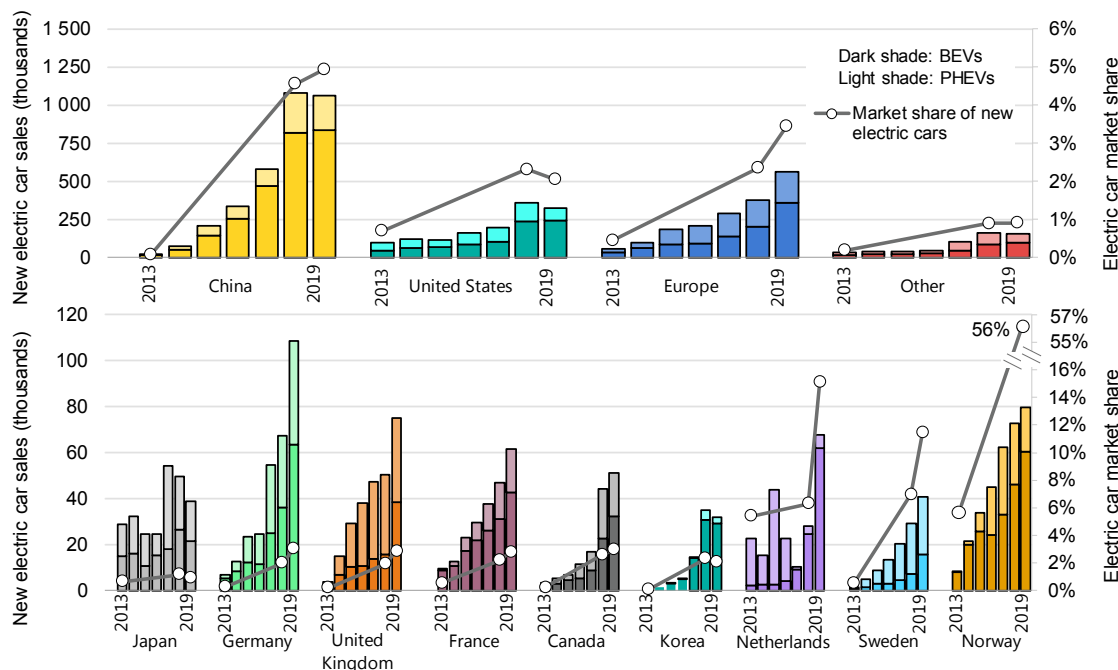 New electric car sales (thousands)
1 500
1 250
1 000
750
500
250
0
6%
5%
4%
3%
2%
1%
0%
Electric car market share
Dark shade: BEVs
Light shade: PHEVs
Market share of new
electric cars
2013 2019 2013 2019 2013 2019 2013 2019
China United States Europe Other
New electric car sales (thousands)
120
100
80
60
40
20
0
57%
55%
16%
14%
12%
10%
8%
6%
4%
2%
0%
Electric car market share
56%
2013 2019 2013 2019 2013 2019 2013 2019 2013 2019 2013 2019 2013 2019 2013 2019 2013 2019
Japan Germany United France Canada Korea Netherlands Sweden Norway
Kingdom